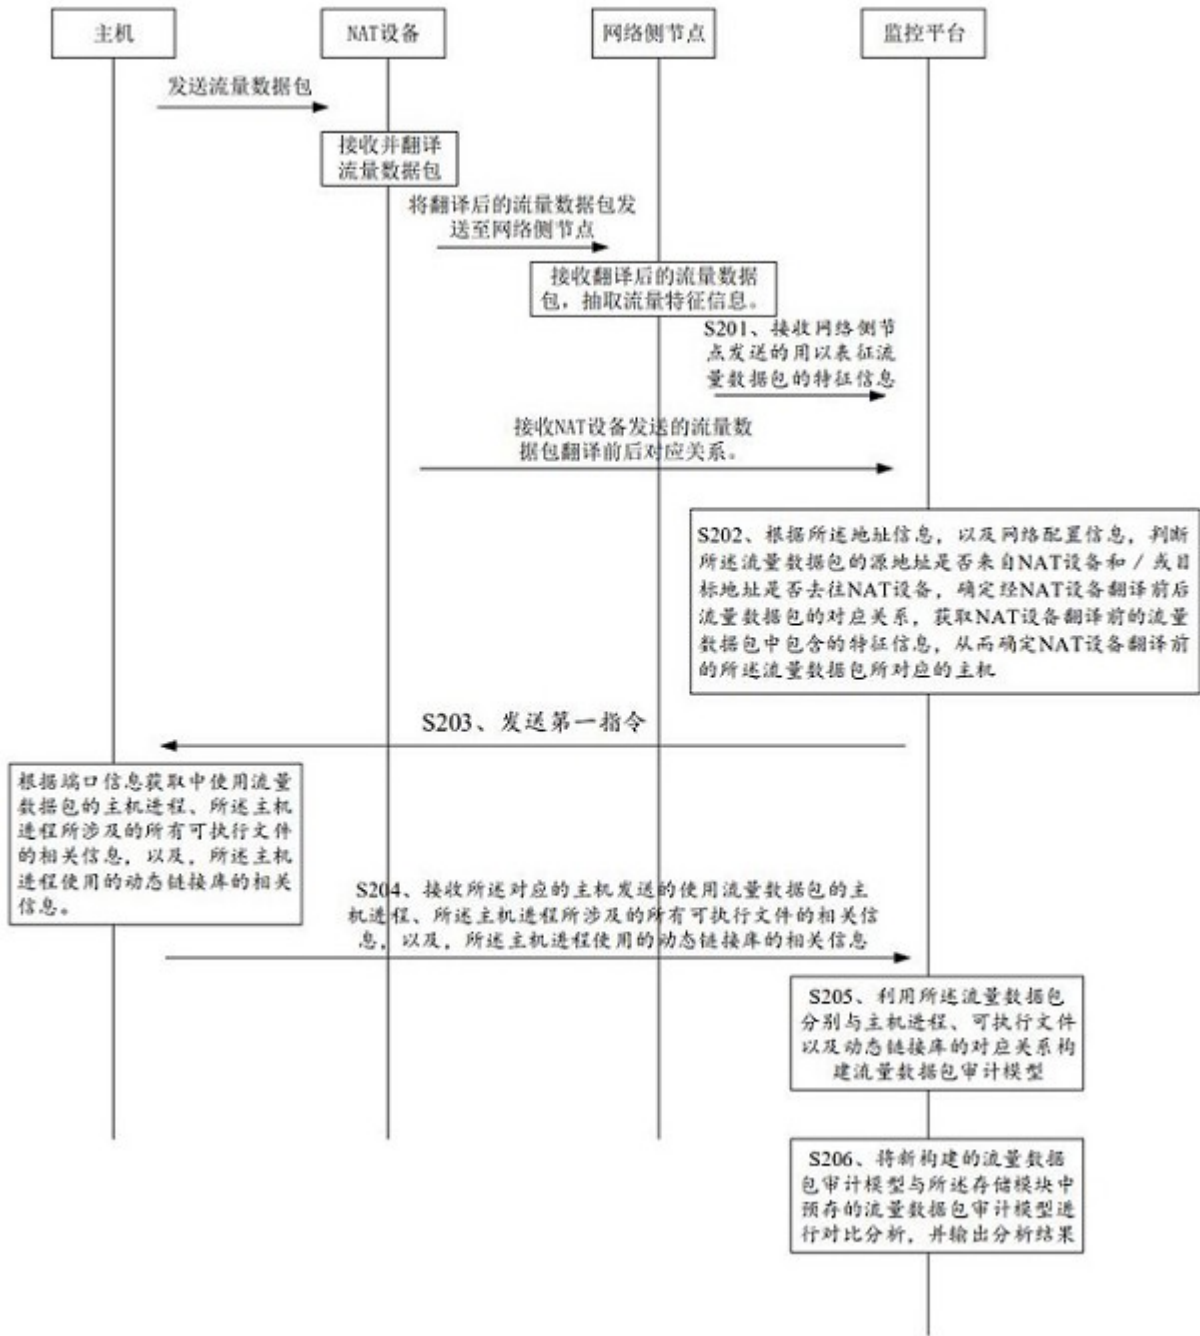 主机
NAT设备
网络侧节点
监控平台
发送流量数据包
接收并翻译
流量数据包
将翻译后的流量数据包发
送至网络侧节点
接收翻译后的流量数据
包，抽取流量特征信息。
S201、接收网络侧节
点发送的用以表征流
量数据包的特征信息
接收NAT设备发送的流量数
据包翻译前后对应关系。
S202、根据所述地址信息，以及网络配置信息，判断
所述流量数据包的源地址是否来自NAT设备和／或目
标地址是否去往NAT设备，确定经NAT设备翻译前后
流量数据包的对应关系，获取NAT设备翻译前的流量
数据包中包含的特征信息，从而确定NAT设备翻译前
的所述流量数据包所对应的主机
S203、发送第一指令
根据端口信息获取中使用流量
数据包的主机进程、所述主机
进程所涉及的所有可执行文件
的相关信息，以及，所述主机
进程使用的动态链接库的相关
信息。
S204、接收所述对应的主机发送的使用流量数据包的主
机进程、所述主机进程所涉及的所有可执行文件的相关信
息，以及，所述主机进程使用的动态链接库的相关信息
S205、利用所述流量数据包
分别与主机进程、可执行文件
以及动态链接库的对应关系构
建流量数据包审计模型
S206、将新构建的流量数据
包审计模型与所述存储模块中
预存的流量数据包审计模型进
行对比分析，并输出分析结果